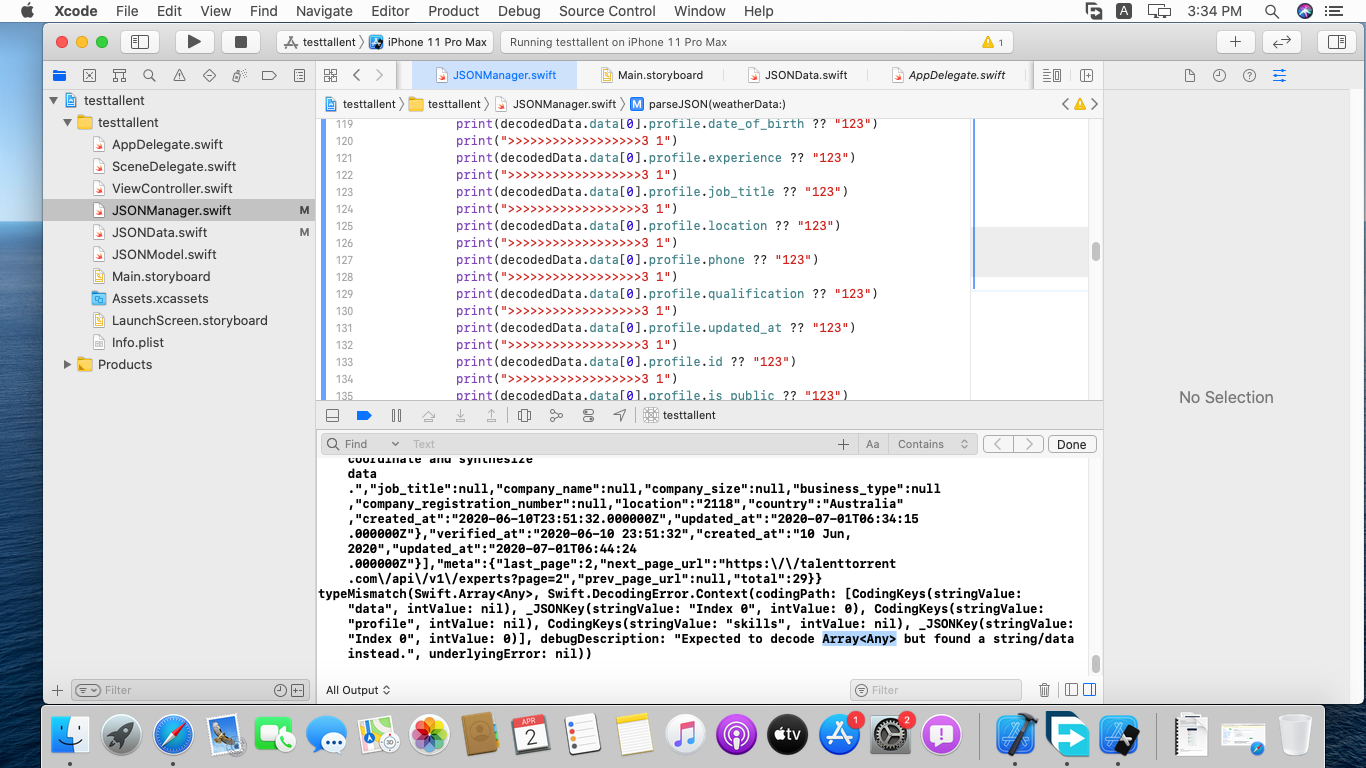 Xcode File Edit View Find Navigate Editor Product Debug Source Control Window Help A 3:34 PM
testtallent iPhone 11 Pro Max Running testtallent on iPhone 11 Pro Max 1
JSONManager.swift Main.storyboard JSONData.swift AppDelegate.swift
testtallent testtallent JSONManager.swift M parseJSON(weatherData:)
testtallent
testtallent
AppDelegate.swift
SceneDelegate.swift
ViewController.swift
JSONManager.swift M
JSONData.swift M
JSONModel.swift
Main.storyboard
Assets.xcassets
LaunchScreen.storyboard
Info.plist
Products
119 print(decodedData.data[0].profile.date_of_birth ?? "123")
120 print(">>>>>>>>>>>>>>>>>>3 1")
121 print(decodedData.data[0].profile.experience ?? "123")
122 print(">>>>>>>>>>>>>>>>>>3 1")
123 print(decodedData.data[0].profile.job_title ?? "123")
124 print(">>>>>>>>>>>>>>>>>>3 1")
125 print(decodedData.data[0].profile.location ?? "123")
126 print(">>>>>>>>>>>>>>>>>>3 1")
127 print(decodedData.data[0].profile.phone ?? "123")
128 print(">>>>>>>>>>>>>>>>>>3 1")
129 print(decodedData.data[0].profile.qualification ?? "123")
130 print(">>>>>>>>>>>>>>>>>>3 1")
131 print(decodedData.data[0].profile.updated_at ?? "123")
132 print(">>>>>>>>>>>>>>>>>>3 1")
133 print(decodedData.data[0].profile.id ?? "123")
134 print(">>>>>>>>>>>>>>>>>>3 1")
135 print(decodedData.data[0].profile.is_public ?? "123")
No Selection
testtallent
Find Text Aa Contains Done
coordinate and synthesize
data
.","job_title":null,"company_name":null,"company_size":null,"business_type":null
,"company_registration_number":null,"location":"2118","country":"Australia"
,"created_at":"2020-06-10T23:51:32.000000Z","updated_at":"2020-07-01T06:34:15
.000000Z"},"verified_at":"2020-06-10 23:51:32","created_at":"10 Jun,
2020","updated_at":"2020-07-01T06:44:24
.000000Z"}],"meta":{"last_page":2,"next_page_url":"https:\/\/talenttorrent
.com\/api\/v1\/experts?page=2","prev_page_url":null,"total":29}}
typeMismatch(Swift.Array<Any>, Swift.DecodingError.Context(codingPath: [CodingKeys(stringValue:
"data", intValue: nil), _JSONKey(stringValue: "Index 0", intValue: 0), CodingKeys(stringValue:
"profile", intValue: nil), CodingKeys(stringValue: "skills", intValue: nil), _JSONKey(stringValue:
"Index 0", intValue: 0)], debugDescription: "Expected to decode Array<Any> but found a string/data
instead.", underlyingError: nil))
Filter All Output Filter
APR
2
3D
tv
1
2